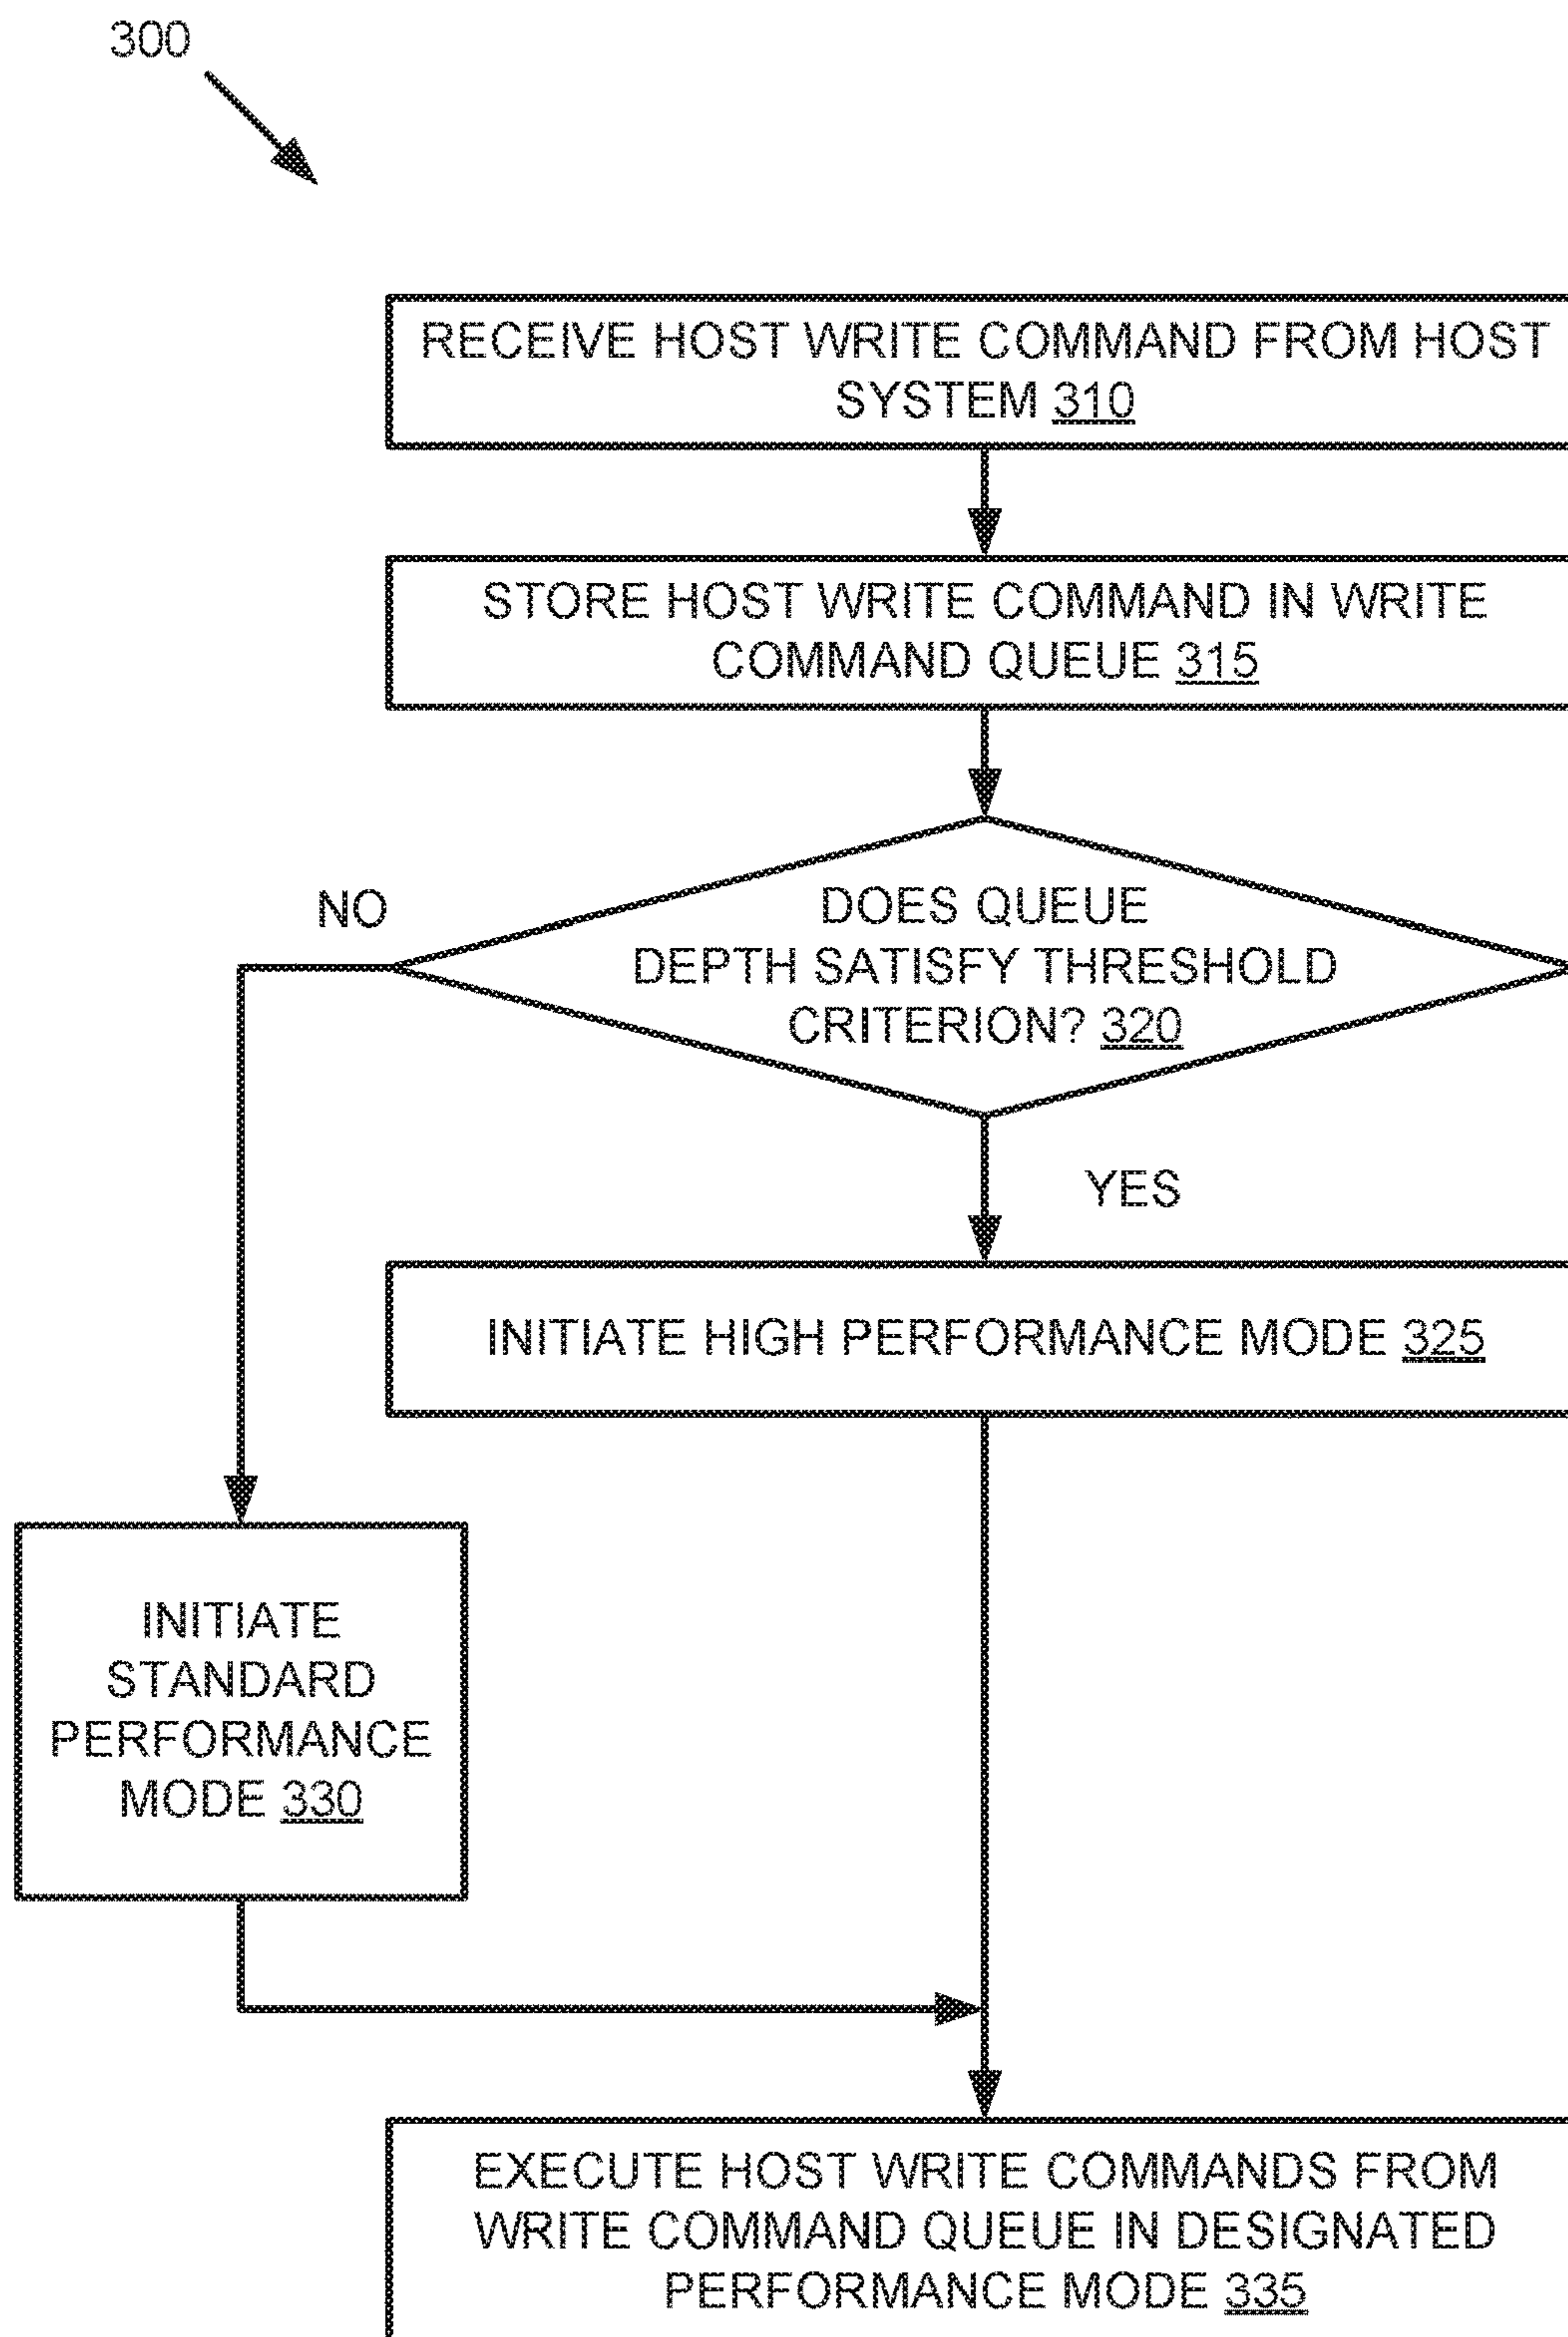 300
RECEIVE HOST WRITE COMMAND FROM HOST
SYSTEM 310
STORE HOST WRITE COMMAND IN WRITE
COMMAND QUEUE 315
NO
DOES QUEUE
DEPTH SATISFY THRESHOLD
CRITERION? 320
YES
INITIATE HIGH PERFORMANCE MODE 325
INITIATE
STANDARD
PERFORMANCE
MODE 330
EXECUTE HOST WRITE COMMANDS FROM
WRITE COMMAND QUEUE IN DESIGNATED
PERFORMANCE MODE 335